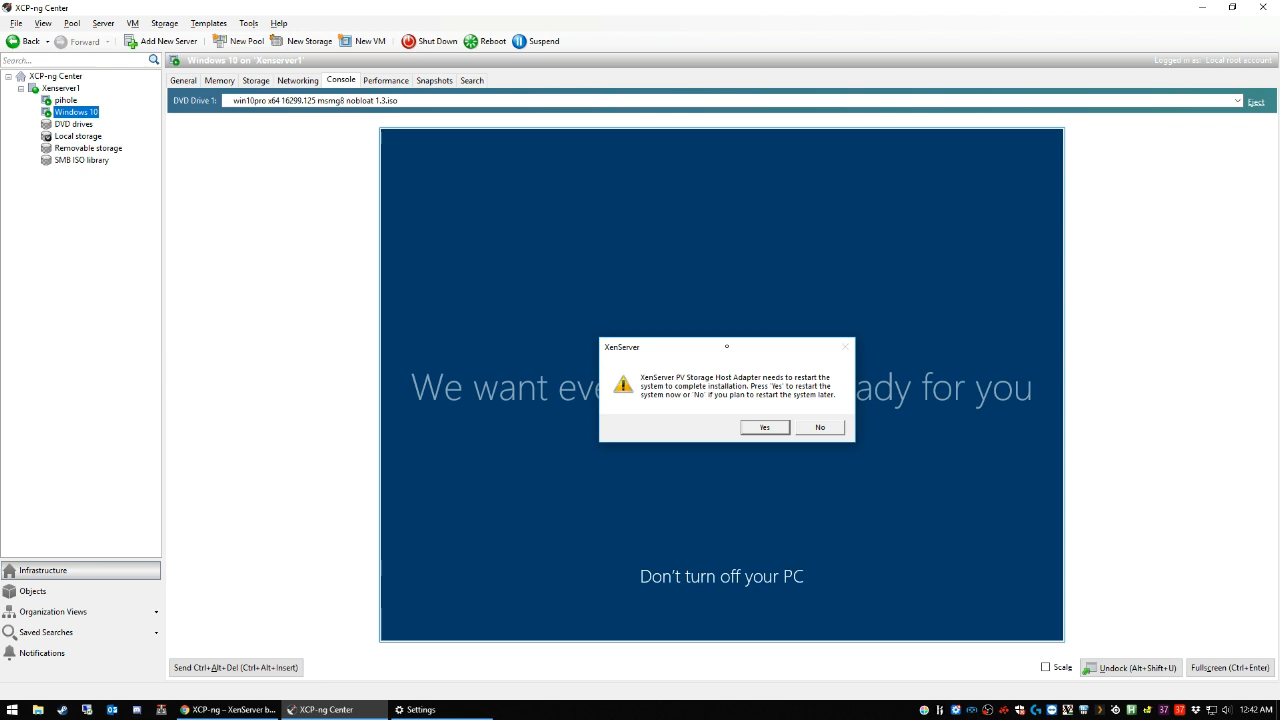 XCP-ng Center
File View Pool Server VM Storage Templates Tools Help
Back Forward Add New Server New Pool New Storage New VM Shut Down Reboot Suspend
Search...
Windows 10 on 'Xenserver1'
Logged in as: Local root account
XCP-ng Center
Xenserver1
pihole
Windows 10
DVD drives
Local storage
Removable storage
SMB ISO library
General Memory Storage Networking Console Performance Snapshots Search
DVD Drive 1: win10pro x64 16299.125 msmg8 nobloat 1.3.iso Eject
We want eve
ady for you
XenServer
XenServer PV Storage Host Adapter needs to restart the
system to complete installation. Press 'Yes' to restart the
system now or 'No' if you plan to restart the system later.
Yes No
Don't turn off your PC
Infrastructure
Objects
Organization Views
Saved Searches
Notifications
Send Ctrl+Alt+Del (Ctrl+Alt+Insert)
Scale Undock (Alt+Shift+U) Fullscreen (Ctrl+Enter)
XCP-ng – XenServer b... XCP-ng Center Settings
37 37 12:42 AM